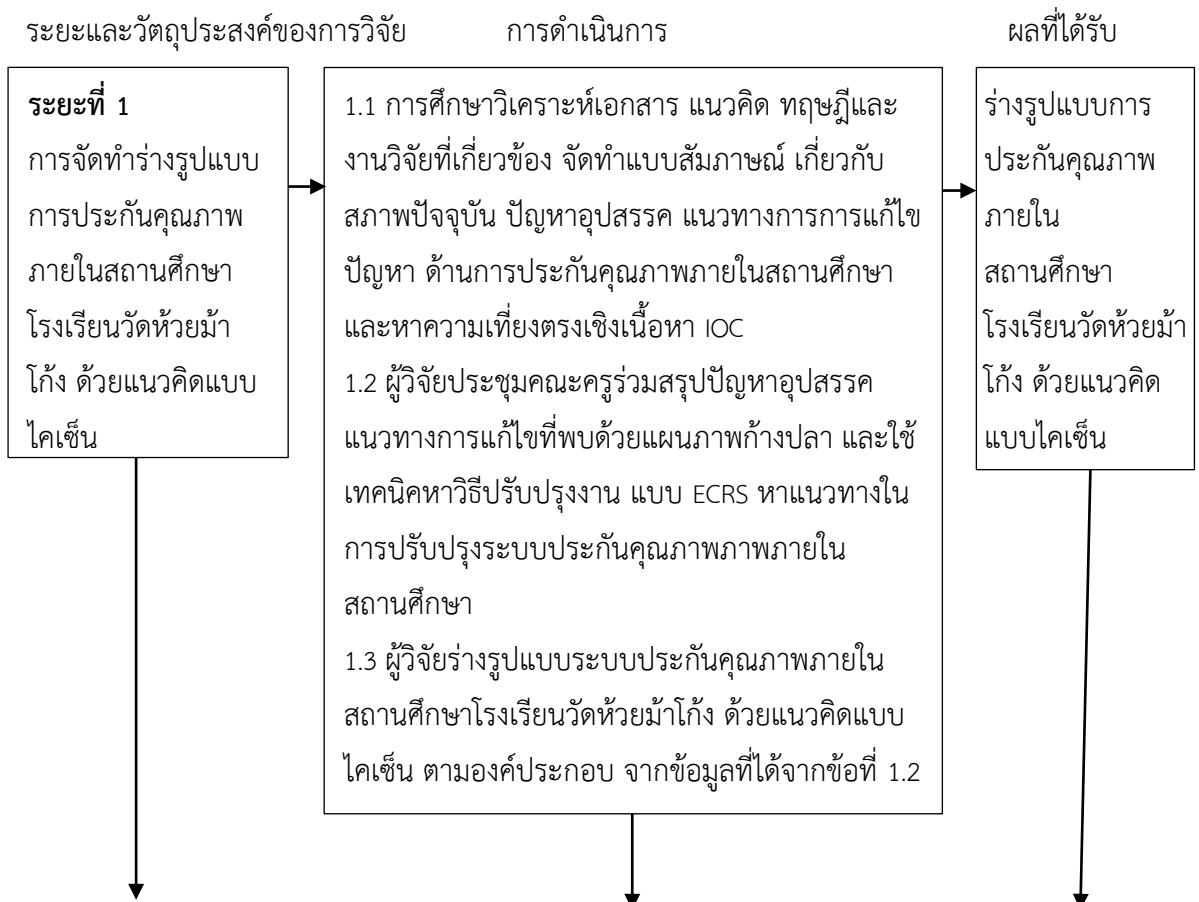 ระยะและวัตถุประสงค์ของการวิจัย การดำเนินการ ผลที่ได้รับ
ระยะที่ 1
การจัดทำร่างรูปแบบ
การประกันคุณภาพ
ภายในสถานศึกษา
โรงเรียนวัดห้วยม้า
โก้ง ด้วยแนวคิดแบบ
ไคเซ็น
1.1 การศึกษาวิเคราะห์เอกสาร แนวคิด ทฤษฎีและ
งานวิจัยที่เกี่ยวข้อง จัดทำแบบสัมภาษณ์ เกี่ยวกับ
สภาพปัจจุบัน ปัญหาอุปสรรค แนวทางการการแก้ไข
ปัญหา ด้านการประกันคุณภาพภายในสถานศึกษา
และหาความเที่ยงตรงเชิงเนื้อหา IOC
1.2 ผู้วิจัยประชุมคณะครูร่วมสรุปปัญหาอุปสรรค
แนวทางการแก้ไขที่พบด้วยแผนภาพก้างปลา และใช้
เทคนิคหาวิธีปรับปรุงงาน แบบ ECRS หาแนวทางใน
การปรับปรุงระบบประกันคุณภาพภาพภายใน
สถานศึกษา
1.3 ผู้วิจัยร่างรูปแบบระบบประกันคุณภาพภายใน
สถานศึกษาโรงเรียนวัดห้วยม้าโก้ง ด้วยแนวคิดแบบ
ไคเซ็น ตามองค์ประกอบ จากข้อมูลที่ได้จากข้อที่ 1.2
ร่างรูปแบบการ
ประกันคุณภาพ
ภายใน
สถานศึกษา
โรงเรียนวัดห้วยม้า
โก้ง ด้วยแนวคิด
แบบไคเซ็น